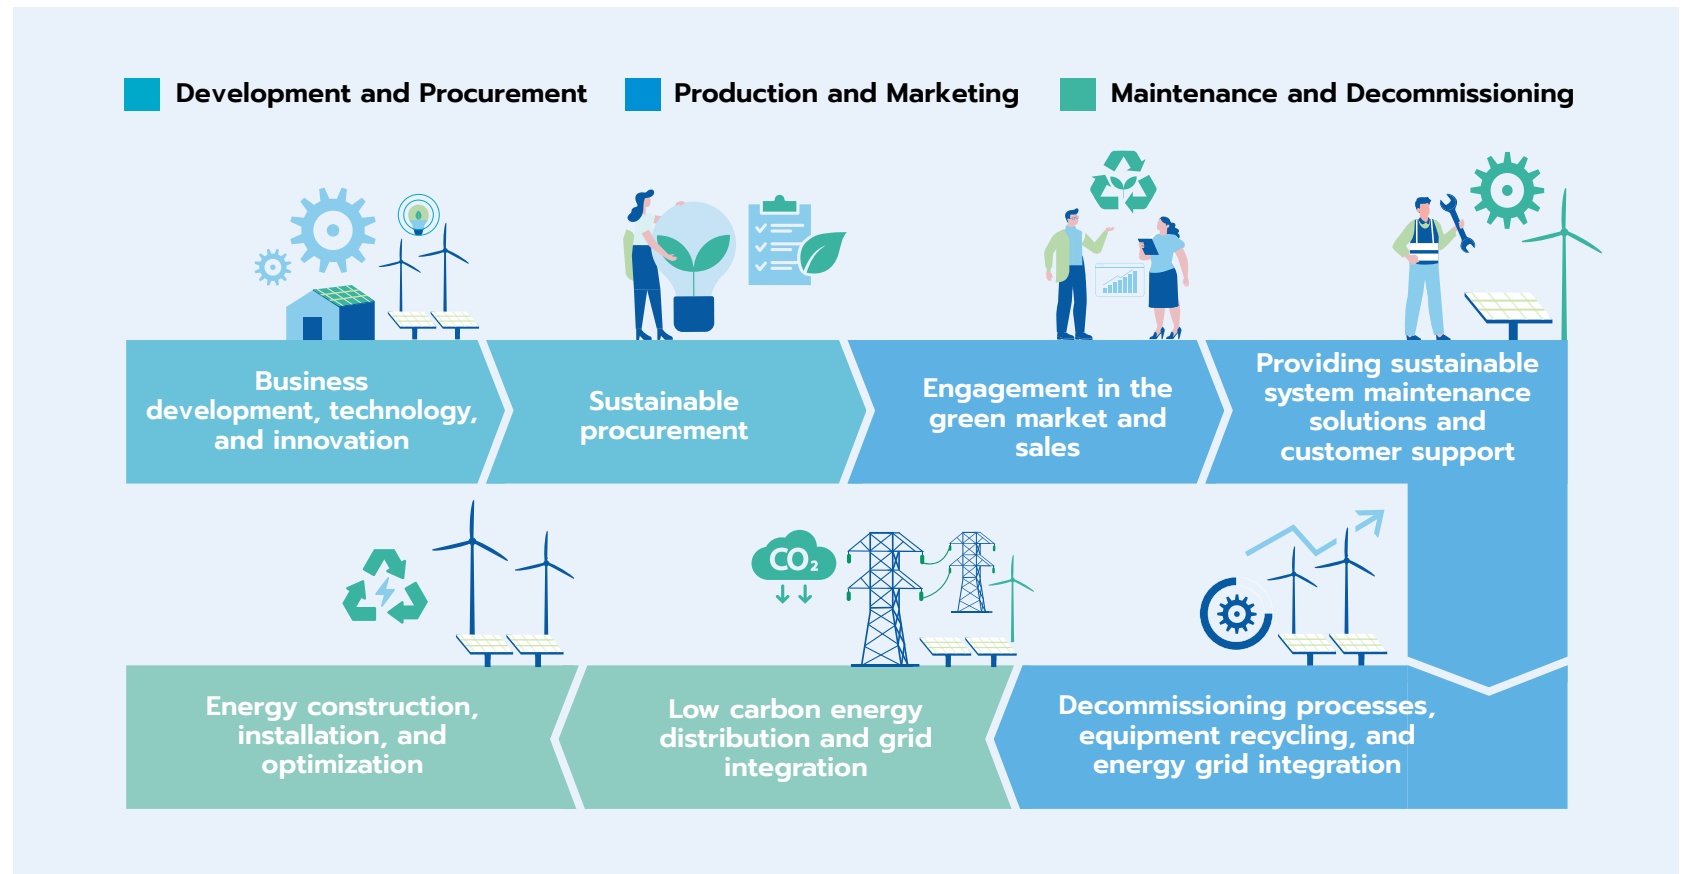 Development and Procurement
Production and Marketing
Maintenance and Decommissioning
Business
development, technology,
and innovation
Sustainable
procurement
Engagement in the
green market and
sales
Providing sustainable
system maintenance
solutions and
customer support
CO₂
Energy construction,
installation, and
optimization
Low carbon energy
distribution and grid
integration
Decommissioning processes,
equipment recycling, and
energy grid integration